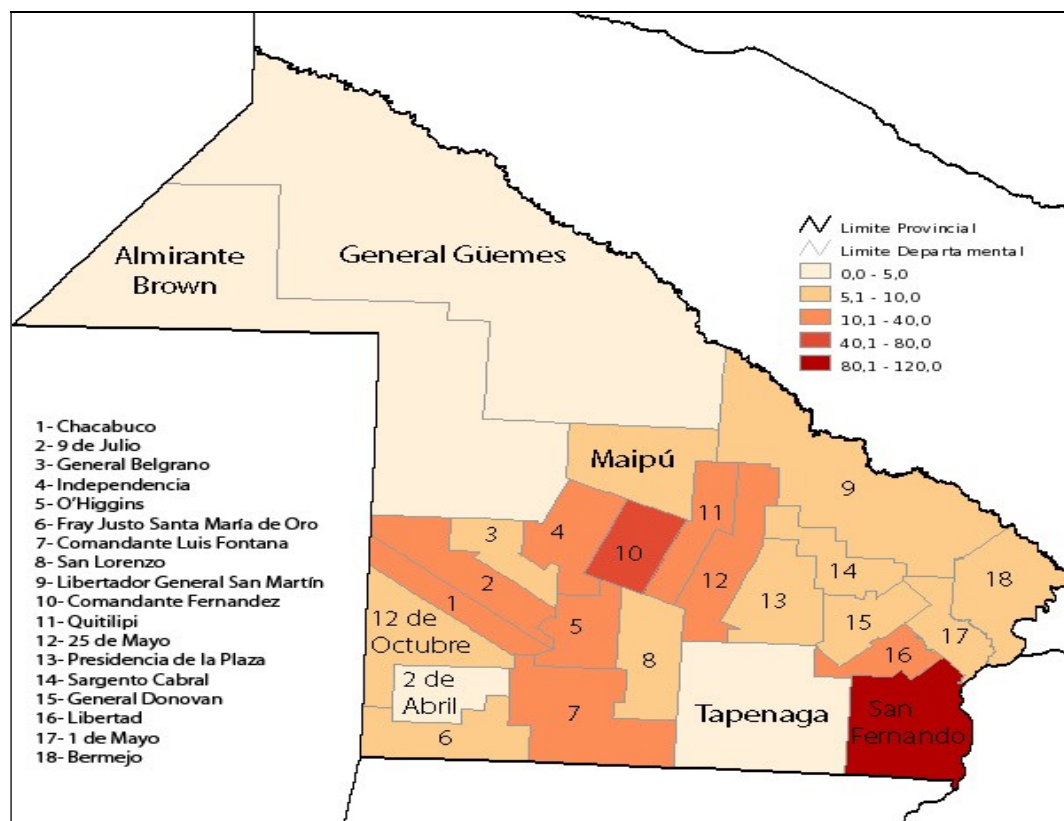 Almirante
Brown
General Güemes
Limite Provincial
Limite Departamental
0,0 - 5,0
5,1 - 10,0
10,1 - 40,0
40,1 - 80,0
80,1 - 120,0
1- Chacabuco
2- 9 de Julio
3- General Belgrano
4- Independencia
5- O'Higgins
6- Fray Justo Santa María de Oro
7- Comandante Luis Fontana
8- San Lorenzo
9- Libertador General San Martín
10- Comandante Fernandez
11- Quitilipi
12- 25 de Mayo
13- Presidencia de la Plaza
14- Sargento Cabral
15- General Donovan
16- Libertad
17- 1 de Mayo
18- Bermejo
Maipú
9
11
3
4
10
14
18
2
12
13
1
12 de
Octubre
5
15
17
8
16
2 de
Abril
7
6
Tapenaga
San
Fernando